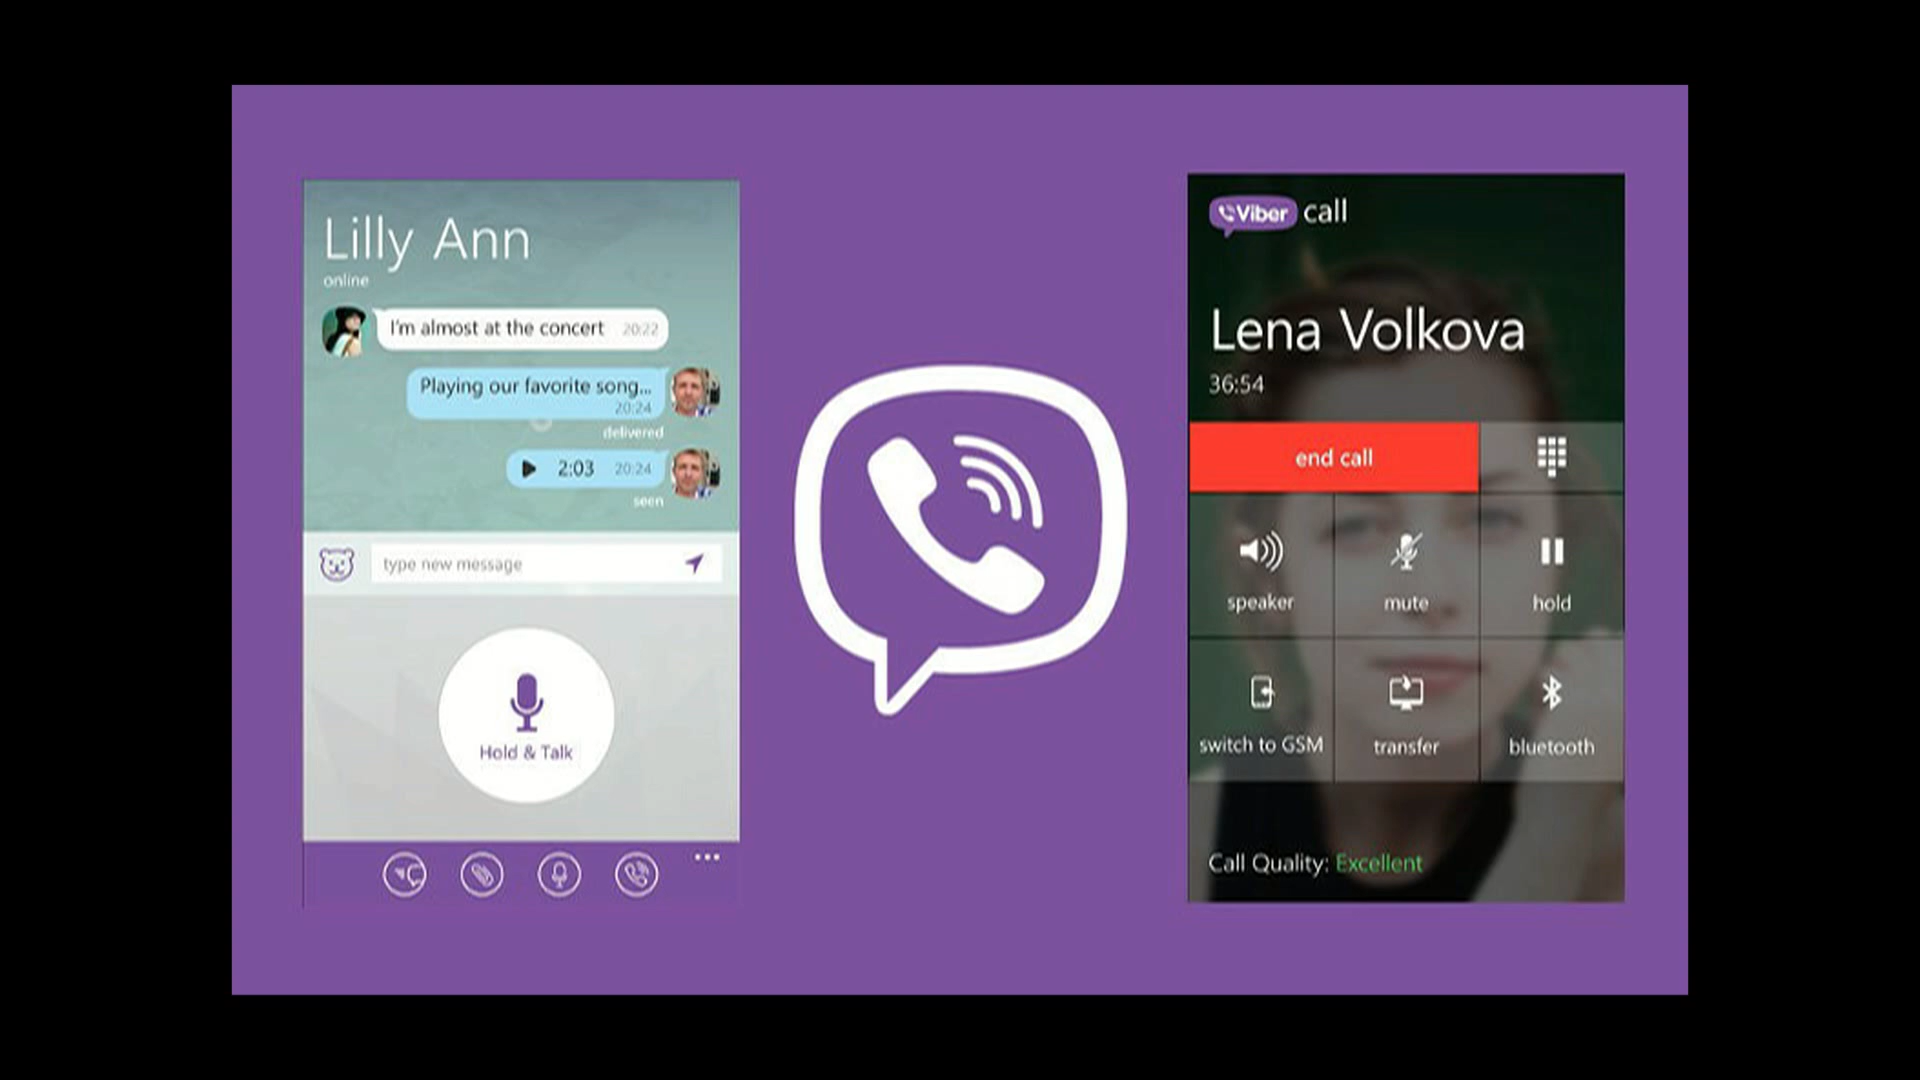 Lilly Ann
online
I'm almost at the concert 20:22
Playing our favorite song...
20:24
delivered
2:03 20:24
seen
type new message
Hold & Talk
Viber call
Lena Volkova
36:54
end call
speaker mute hold
switch to GSM transfer bluetooth
Call Quality: Excellent